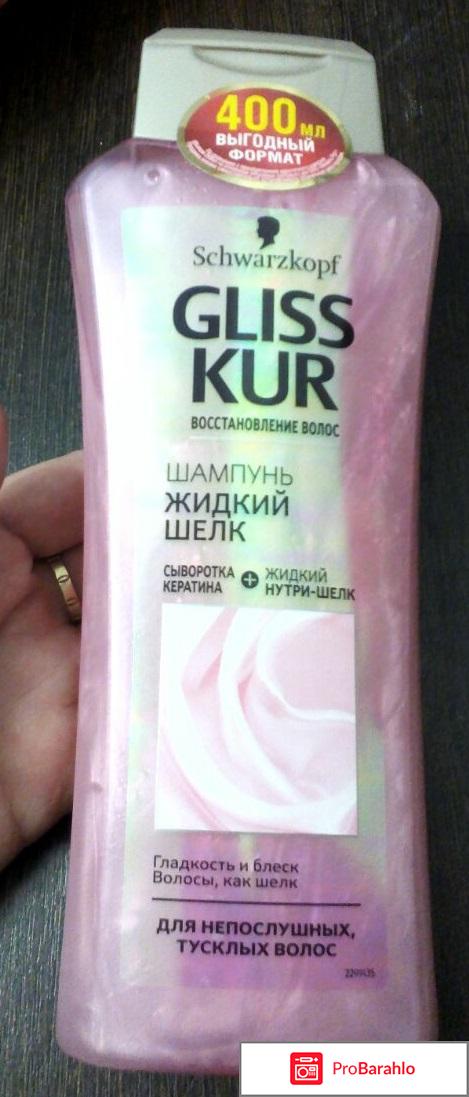 400 мл
ВЫГОДНЫЙ
ФОРМАТ
Schwarzkopf
GLISS
KUR
ВОССТАНОВЛЕНИЕ ВОЛОС
ШАМПУНЬ
ЖИДКИЙ
ШЕЛК
СЫВОРОТКА + ЖИДКИЙ
КЕРАТИНА НУТРИ-ШЕЛК
Гладкость и блеск
Волосы, как шелк
ДЛЯ НЕПОСЛУШНЫХ,
ТУСКЛЫХ ВОЛОС
2299435
ProBarahlo